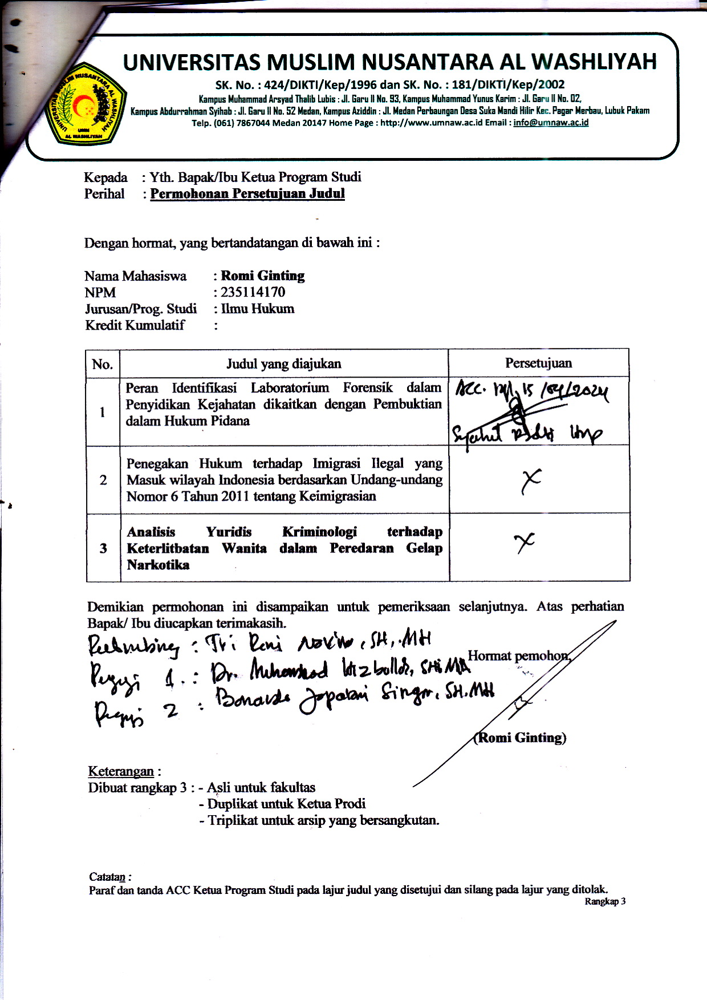 UNIVERSITAS MUSLIM NUSANTARA AL WASHLIYAH
SK. No. : 424/DIKTI/Kep/1996 dan SK. No. : 181/DIKTI/Kep/2002
Kampus Muhammad Arsyad Thalib Lubis : Jl. Garu II No. 93, Kampus Muhammad Yunus Karim : Jl. Garu II No. 02,
Kampus Abdurrahman Syihab : Jl. Garu II No. 52 Medan, Kampus Aziddin : Jl. Medan Perbaungan Desa Suka Mandi Hilir Kec. Pagar Merbau, Lubuk Pakam
Telp. (061) 7867044 Medan 20147 Home Page : http://www.umnaw.ac.id Email : info@umnaw.ac.id
UMN
AL WASHLIYAH
Kepada : Yth. Bapak/Ibu Ketua Program Studi
Perihal : Permohonan Persetujuan Judul
Dengan hormat, yang bertandatangan di bawah ini :
Nama Mahasiswa : Romi Ginting
NPM : 235114170
Jurusan/Prog. Studi : Ilmu Hukum
Kredit Kumulatif :
No. Judul yang diajukan Persetujuan
1
Peran Identifikasi Laboratorium Forensik dalam
Penyidikan Kejahatan dikaitkan dengan Pembuktian
dalam Hukum Pidana
ACC. 15/04/2024
2
Penegakan Hukum terhadap Imigrasi Ilegal yang
Masuk wilayah Indonesia berdasarkan Undang-undang
Nomor 6 Tahun 2011 tentang Keimigrasian
X
3
Analisis Yuridis Kriminologi terhadap
Keterlitbatan Wanita dalam Peredaran Gelap
Narkotika
X
Demikian permohonan ini disampaikan untuk pemeriksaan selanjutnya. Atas perhatian
Bapak/ Ibu diucapkan terimakasih.
: Tri Reni Novita, SH,.MH
Hormat pemohon,
1. : Dr. Muhammad Hizbullah, SHi MA
2 : SH.MH
(Romi Ginting)
Keterangan :
Dibuat rangkap 3 : - Asli untuk fakultas
- Duplikat untuk Ketua Prodi
- Triplikat untuk arsip yang bersangkutan.
Catatan :
Paraf dan tanda ACC Ketua Program Studi pada lajur judul yang disetujui dan silang pada lajur yang ditolak.
Rangkap 3